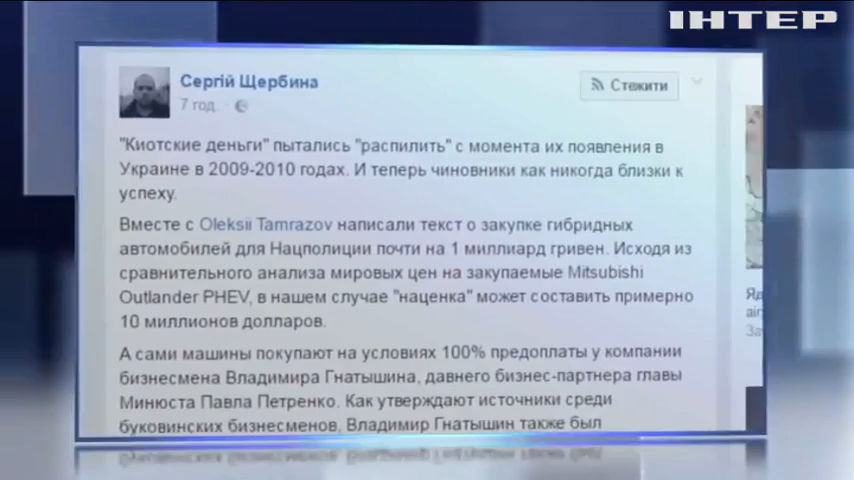 ІНТЕР
Сергій Щербина
Стежити
7 год.
"Киотские деньги" пытались "распилить" с момента их появления в
Украине в 2009-2010 годах. И теперь чиновники как никогда близки к
успеху.
Вместе с Oleksii Tamrazov написали текст о закупке гибридных
автомобилей для Нацполиции почти на 1 миллиард гривен. Исходя из
сравнительного анализа мировых цен на закупаемые Mitsubishi
Outlander PHEV, в нашем случае "наценка" может составить примерно
10 миллионов долларов.
А сами машины покупают на условиях 100% предоплаты у компании
бизнесмена Владимира Гнатышина, давнего бизнес-партнера главы
Минюста Павла Петренко. Как утверждают источники среди
буковинских бизнесменов, Владимир Гнатышин также был